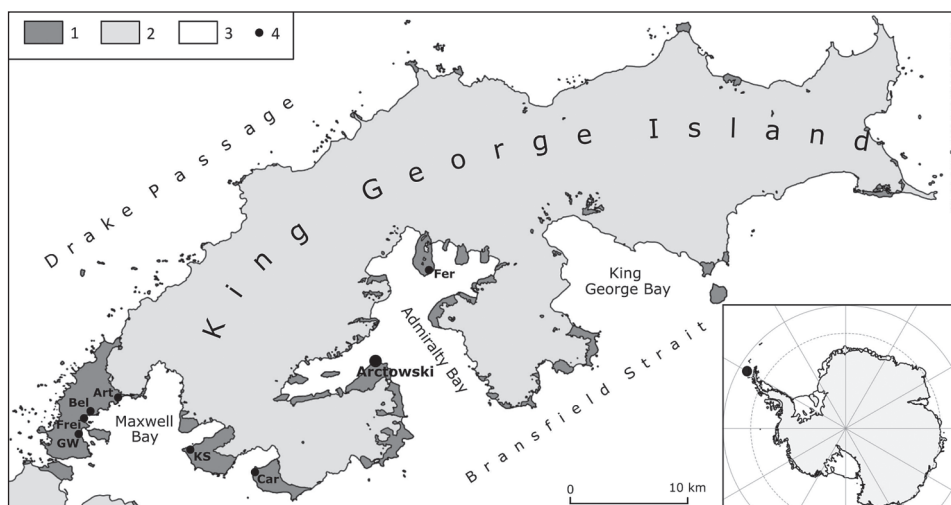 1 2 3 4
Drake Passage
King George Island
Fer
King
George Bay
Admiralty Bay
Arctowski
Bransfield Strait
Art
Bel
Frei
GW
Maxwell
Bay
KS
Car
0 10 km